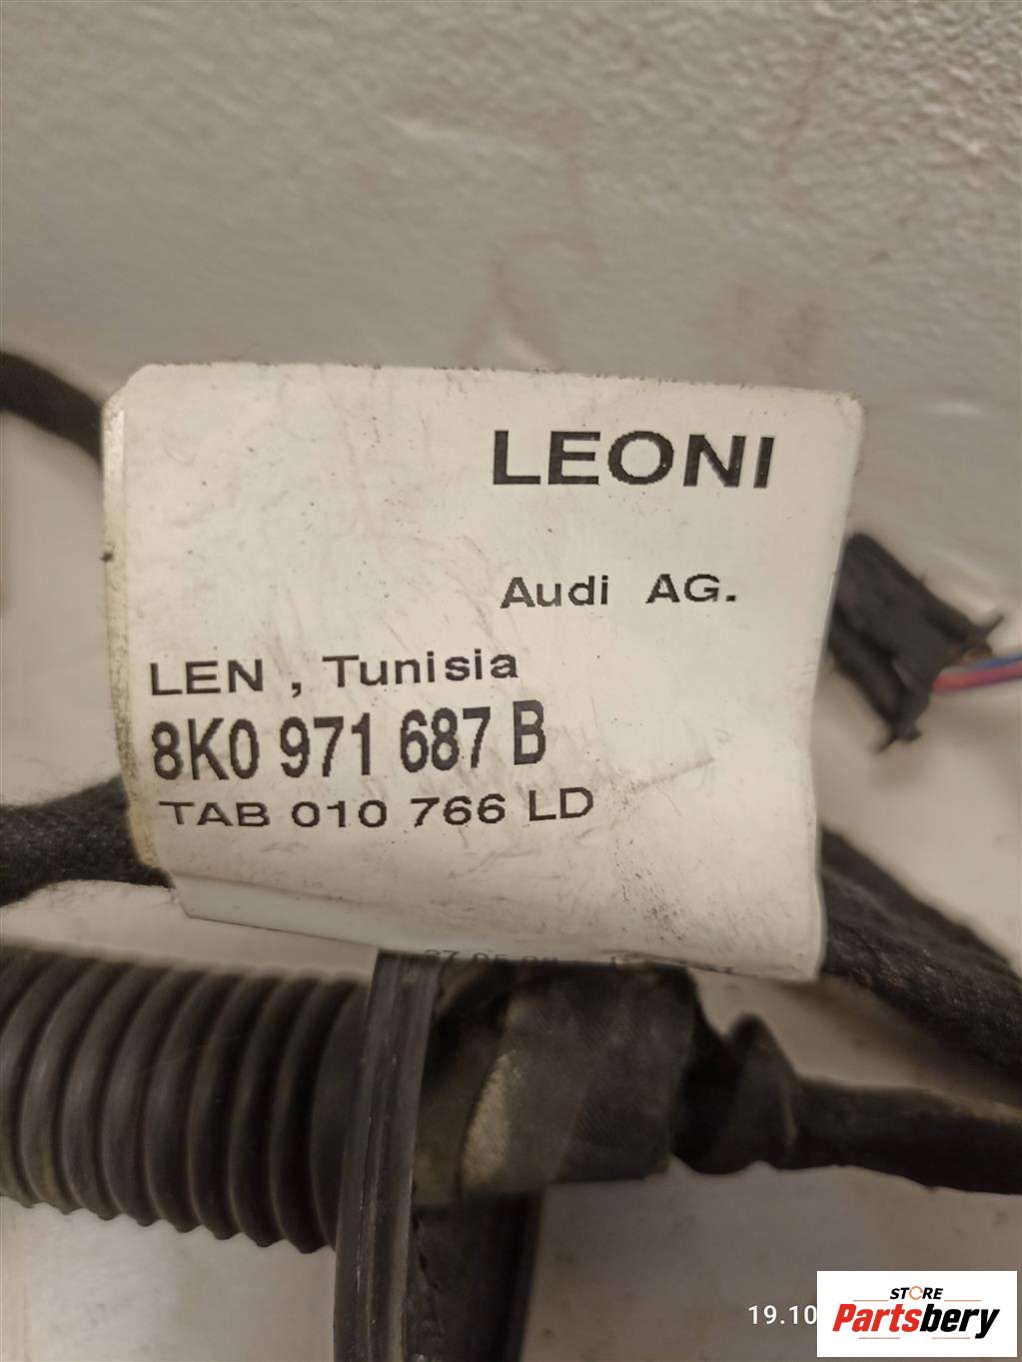 LEONI
Audi AG.
LEN , Tunisia
8K0 971 687 B
TAB 010 766 LD
19.10
STORE
Partsbery